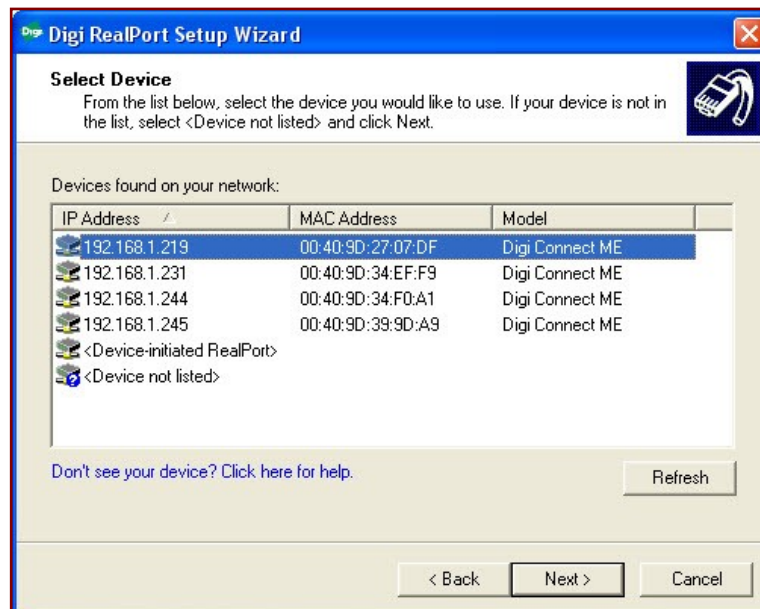 Digi Digi RealPort Setup Wizard
Select Device
From the list below, select the device you would like to use. If your device is not in
the list, select <Device not listed> and click Next.
Devices found on your network:
IP Address MAC Address Model
192.168.1.219 00:40:9D:27:07:DF Digi Connect ME
192.168.1.231 00:40:9D:34:EF:F9 Digi Connect ME
192.168.1.244 00:40:9D:34:F0:A1 Digi Connect ME
192.168.1.245 00:40:9D:39:9D:A9 Digi Connect ME
<Device-initiated RealPort>
<Device not listed>
Don't see your device? Click here for help.
Refresh
< Back Next > Cancel